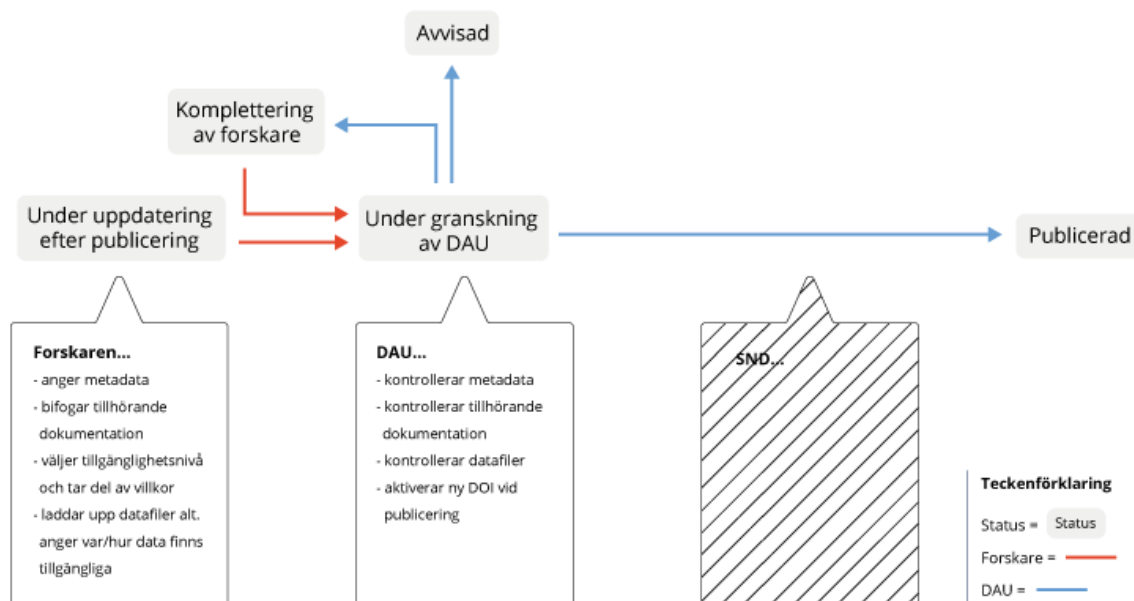 Avvisad
Komplettering
av forskare
Under uppdatering
efter publicering
Under granskning
av DAU
Publicerad
Forskaren...
- anger metadata
- bifogar tillhörande
dokumentation
- väljer tillgänglighetsnivå
och tar del av villkor
- laddar upp datafiler alt.
anger var/hur data finns
tillgängliga
DAU...
- kontrollerar metadata
- kontrollerar tillhörande
dokumentation
- kontrollerar datafiler
- aktiverar ny DOI vid
publicering
SND...
Teckenförklaring
Status = Status
Forskare =
DAU =